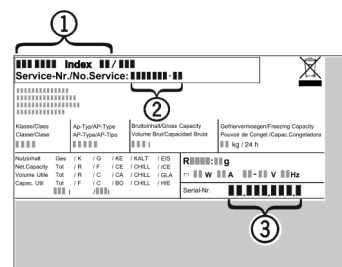 1
Index /
Service-Nr./No.Service: -
2
Klasse/Class
Classe/Clase
Ap-Typ/AP-Type
AP-Type/AP-Tipo
Bruttoinhalt/Gross Capacity
Volume Brut/Capacidad Bruta
l
Gefriervermoegen/Freezing Capacity
Pouvoir de Congel./Capac.Congeladora
kg / 24 h
Nutzinhalt Ges / K / G / KE / KALT / EIS
Net.Capacity Tot / R / F / CE / CHILL / ICE
Volume Utile Tot / R / C / CA / CHILL / GLA
Capac. Util Tot / F / C / BO / CHILL / HIE
l / l
R : g
W A - V Hz
Serial-Nr. . . .
3